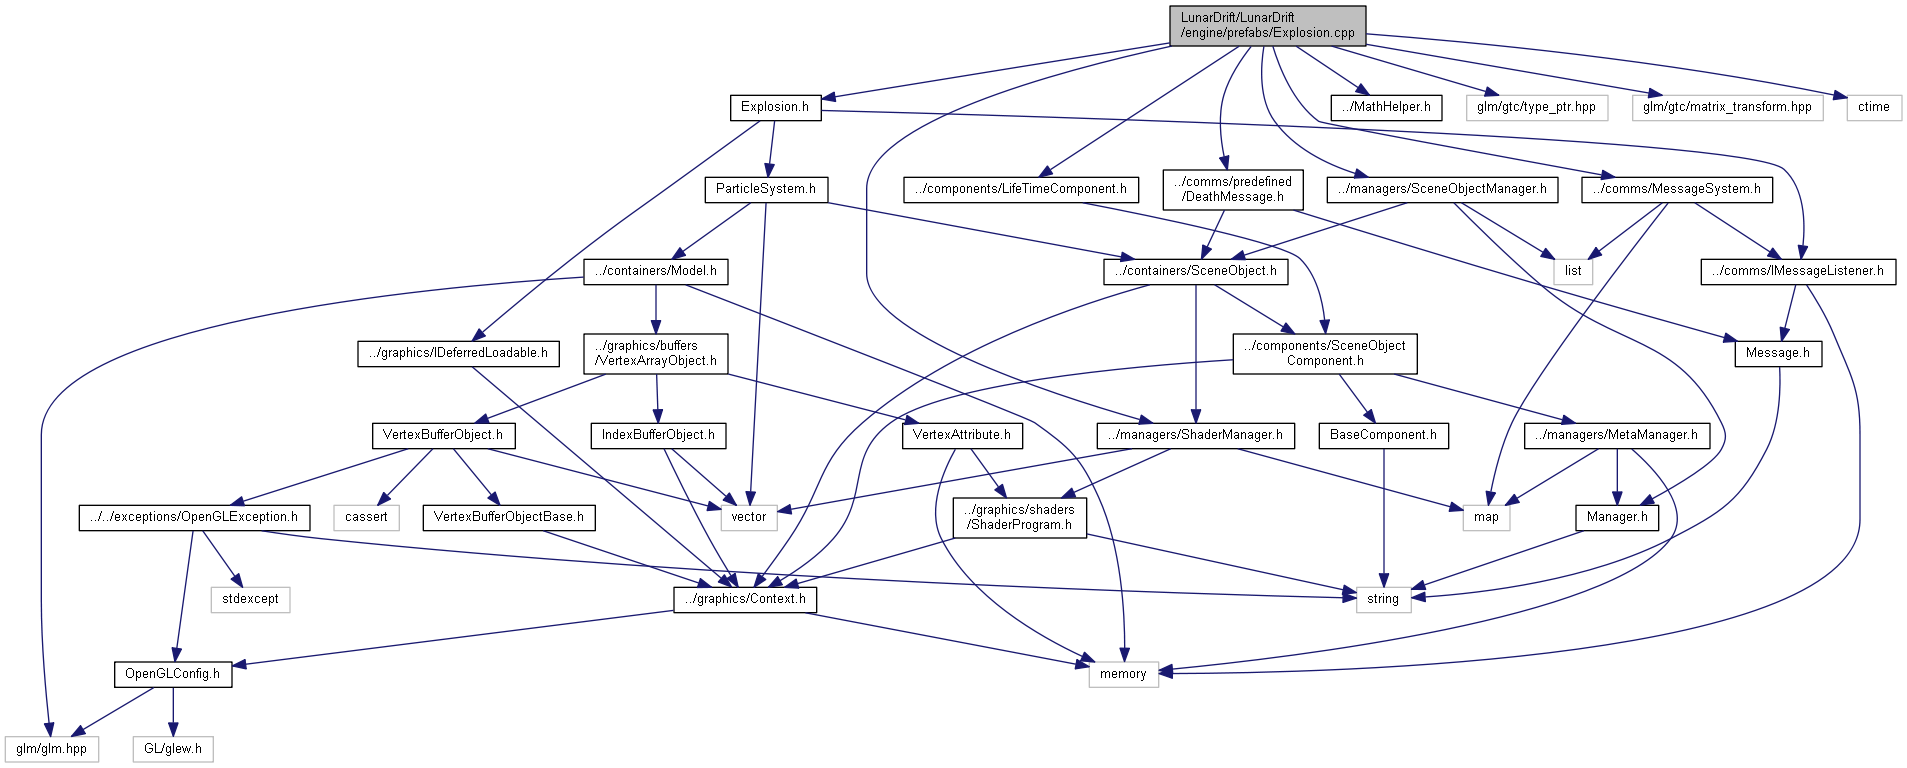 LunarDrift/LunarDrift
/engine/prefabs/Explosion.cpp
Explosion.h
../MathHelper.h
glm/gtc/type_ptr.hpp
glm/gtc/matrix_transform.hpp
ctime
ParticleSystem.h
../components/LifeTimeComponent.h
../comms/predefined
/DeathMessage.h
../managers/SceneObjectManager.h
../comms/MessageSystem.h
../containers/Model.h
../containers/SceneObject.h
list
../comms/IMessageListener.h
../graphics/IDeferredLoadable.h
../graphics/buffers
/VertexArrayObject.h
../components/SceneObject
Component.h
Message.h
VertexBufferObject.h
IndexBufferObject.h
VertexAttribute.h
../managers/ShaderManager.h
BaseComponent.h
../managers/MetaManager.h
../../exceptions/OpenGLException.h
cassert
VertexBufferObjectBase.h
vector
../graphics/shaders
/ShaderProgram.h
map
Manager.h
stdexcept
../graphics/Context.h
string
OpenGLConfig.h
memory
glm/glm.hpp
GL/glew.h